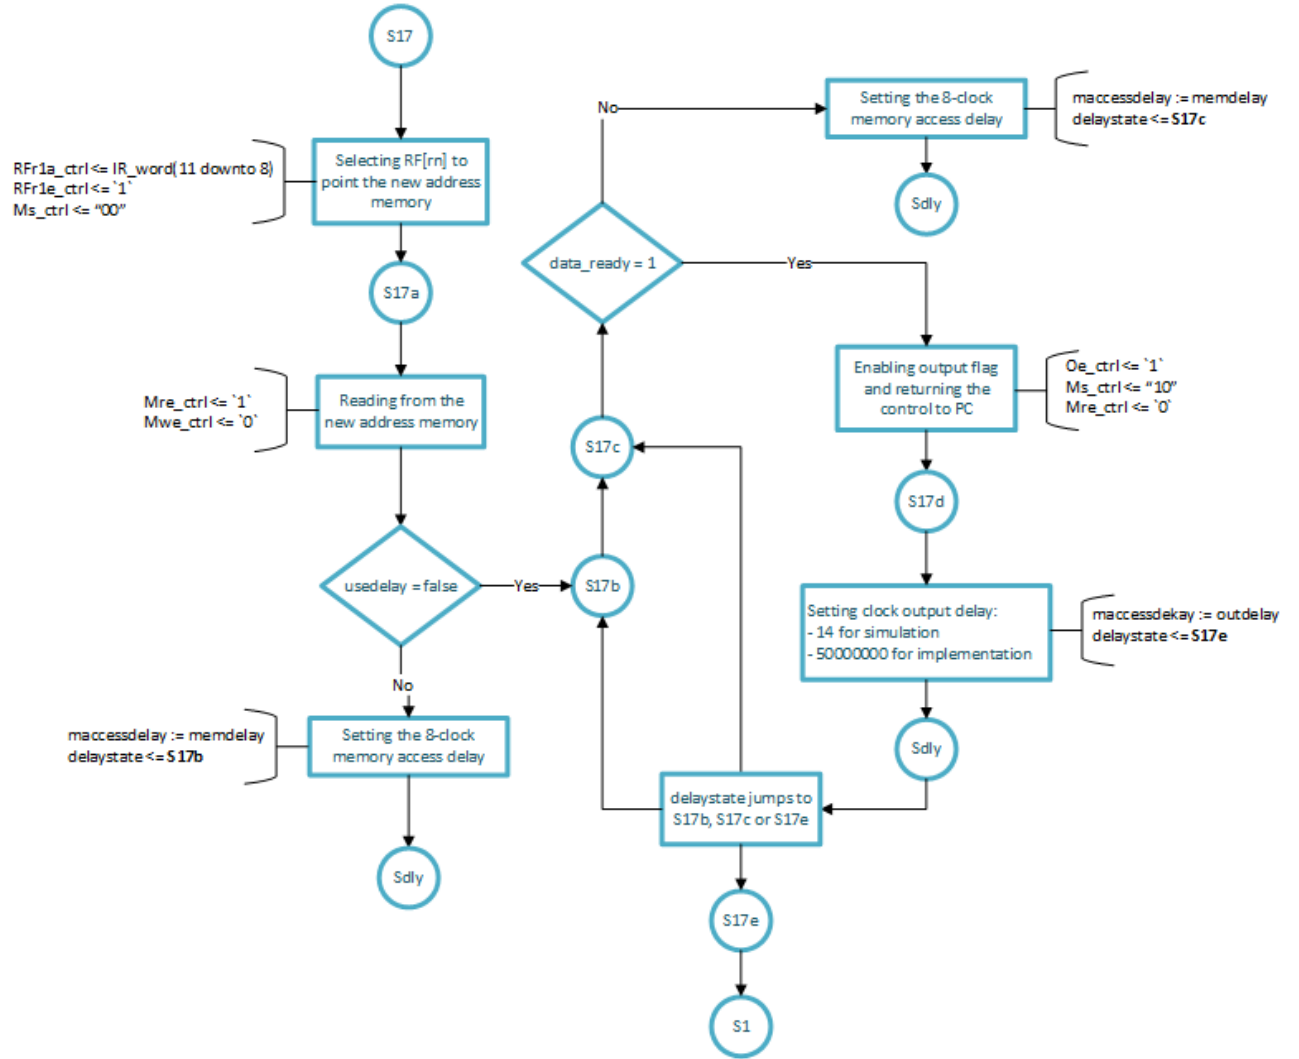 S17
RFr1a_ctrl <= IR_word(11 downto 8)
RFr1e_ctrl <= `1`
Ms_ctrl <= “00”
Selecting RF[rn] to
point the new address
memory
S17a
Mre_ctrl <= `1`
Mwe_ctrl <= `0`
Reading from the
new address memory
usedelay = false
Yes
No
maccessdelay := memdelay
delaystate <= S17b
Setting the 8-clock
memory access delay
Sdly
S17b
S17c
data_ready = 1
No
Yes
Setting the 8-clock
memory access delay
maccessdelay := memdelay
delaystate <= S17c
Sdly
Enabling output flag
and returning the
control to PC
Oe_ctrl <= `1`
Ms_ctrl <= “10”
Mre_ctrl <= `0`
S17d
Setting clock output delay:
- 14 for simulation
- 50000000 for implementation
maccessdekay := outdelay
delaystate <= S17e
Sdly
delaystate jumps to
S17b, S17c or S17e
S17e
S1